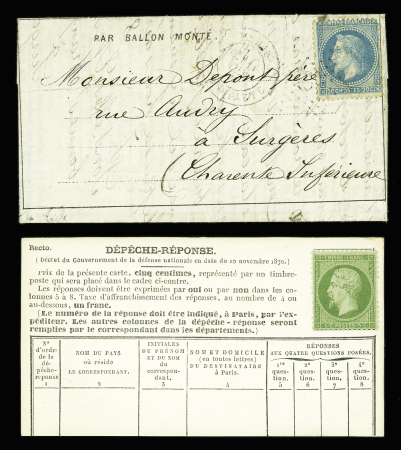 PAR BALLON MONTÉ.
Monsieur Depont père
rue Audry
à Surgères
(Charente Inférieure
Recto.
DÉPÊCHE-RÉPONSE.
(Décret du Gouvernement de la défense nationale en date du 10 novembre 1870.)
Prix de la présente carte, cinq centimes, représenté par un timbre-
poste qui sera placé dans le cadre ci-contre.
Les réponses doivent être exprimées par oui ou par non dans les co-
lonnes 5 à 8. Taxe d'affranchissement des réponses, au nombre de 4 ou
au-dessous, un franc.
(Le numéro de la réponse doit être indiqué, à Paris, par l'ex-
péditeur. Les autres colonnes de la dépêche-réponse seront
remplies par le correspondant dans les départements.)
EMPIRE FRANC
Nº
d'ordre
de la
dépêche-
réponse
1
NOM DU PAYS
où réside
LE CORRESPONDANT.
2
INITIALES
DU PRÉNOM
ET DU NOM
du
correspon-
dant.
3
NOM ET DOMICILE
(en toutes lettres)
DU DESTINATAIRE
à Paris.
4
RÉPONSES
AUX QUATRE QUESTIONS POSÉES.
1re
ques-
tion.
5
2e
ques-
tion.
6
3e
ques-
tion.
7
4e
ques-
tion.
8